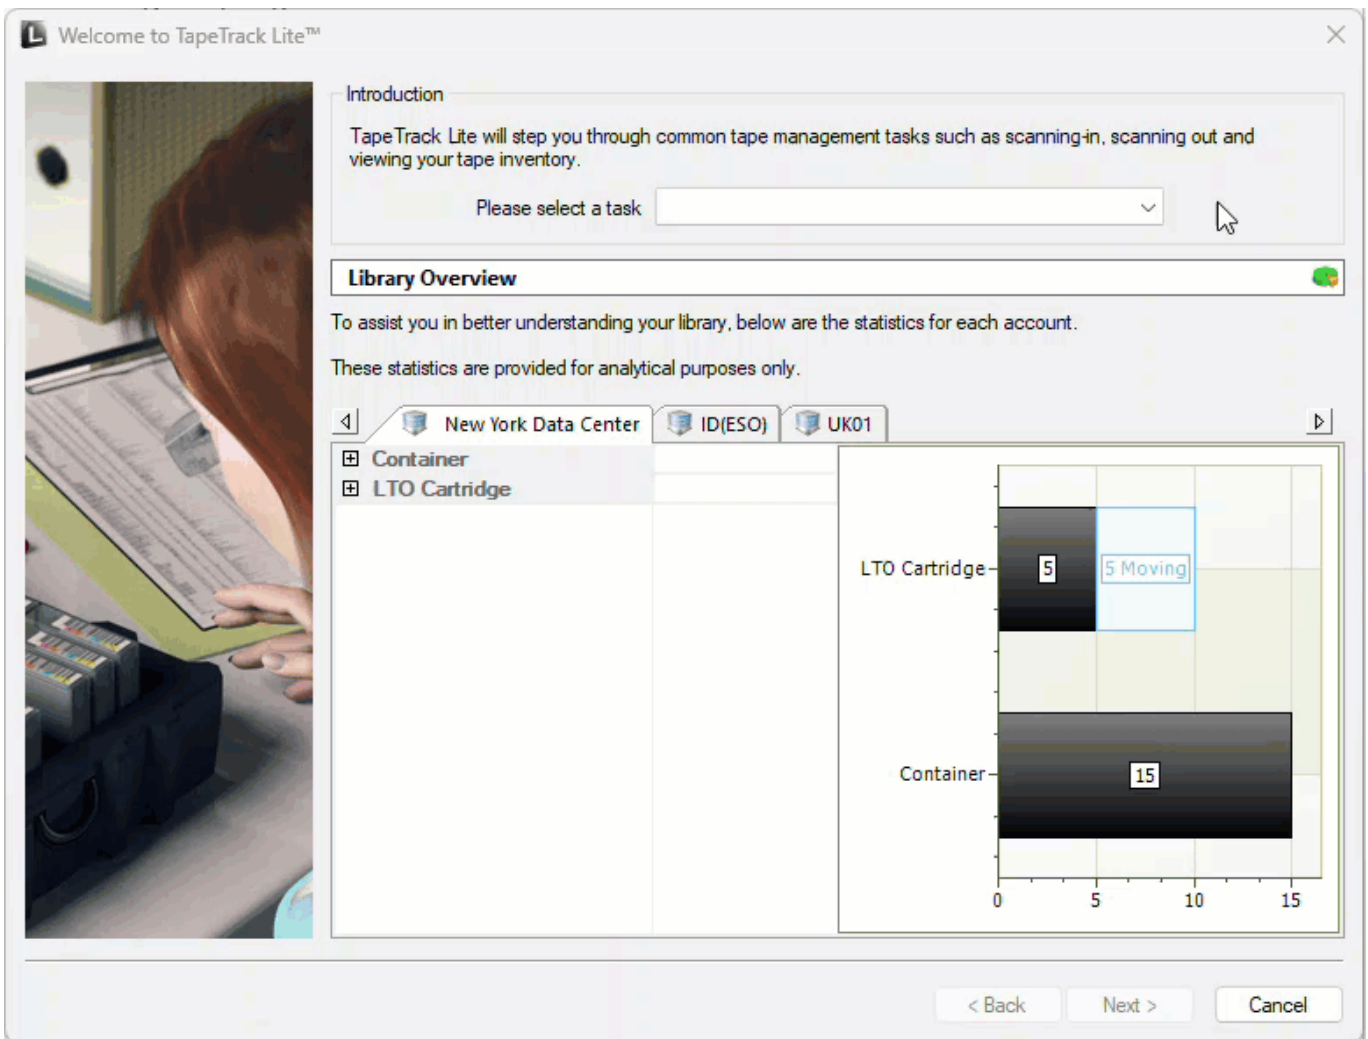 Welcome to TapeTrack Lite™
Introduction
TapeTrack Lite will step you through common tape management tasks such as scanning-in, scanning out and
viewing your tape inventory.
Please select a task
Library Overview
To assist you in better understanding your library, below are the statistics for each account.
These statistics are provided for analytical purposes only.
New York Data Center
ID(ESO)
UK01
Container
LTO Cartridge
LTO Cartridge
5
5 Moving
Container
15
0 5 10 15
< Back
Next >
Cancel